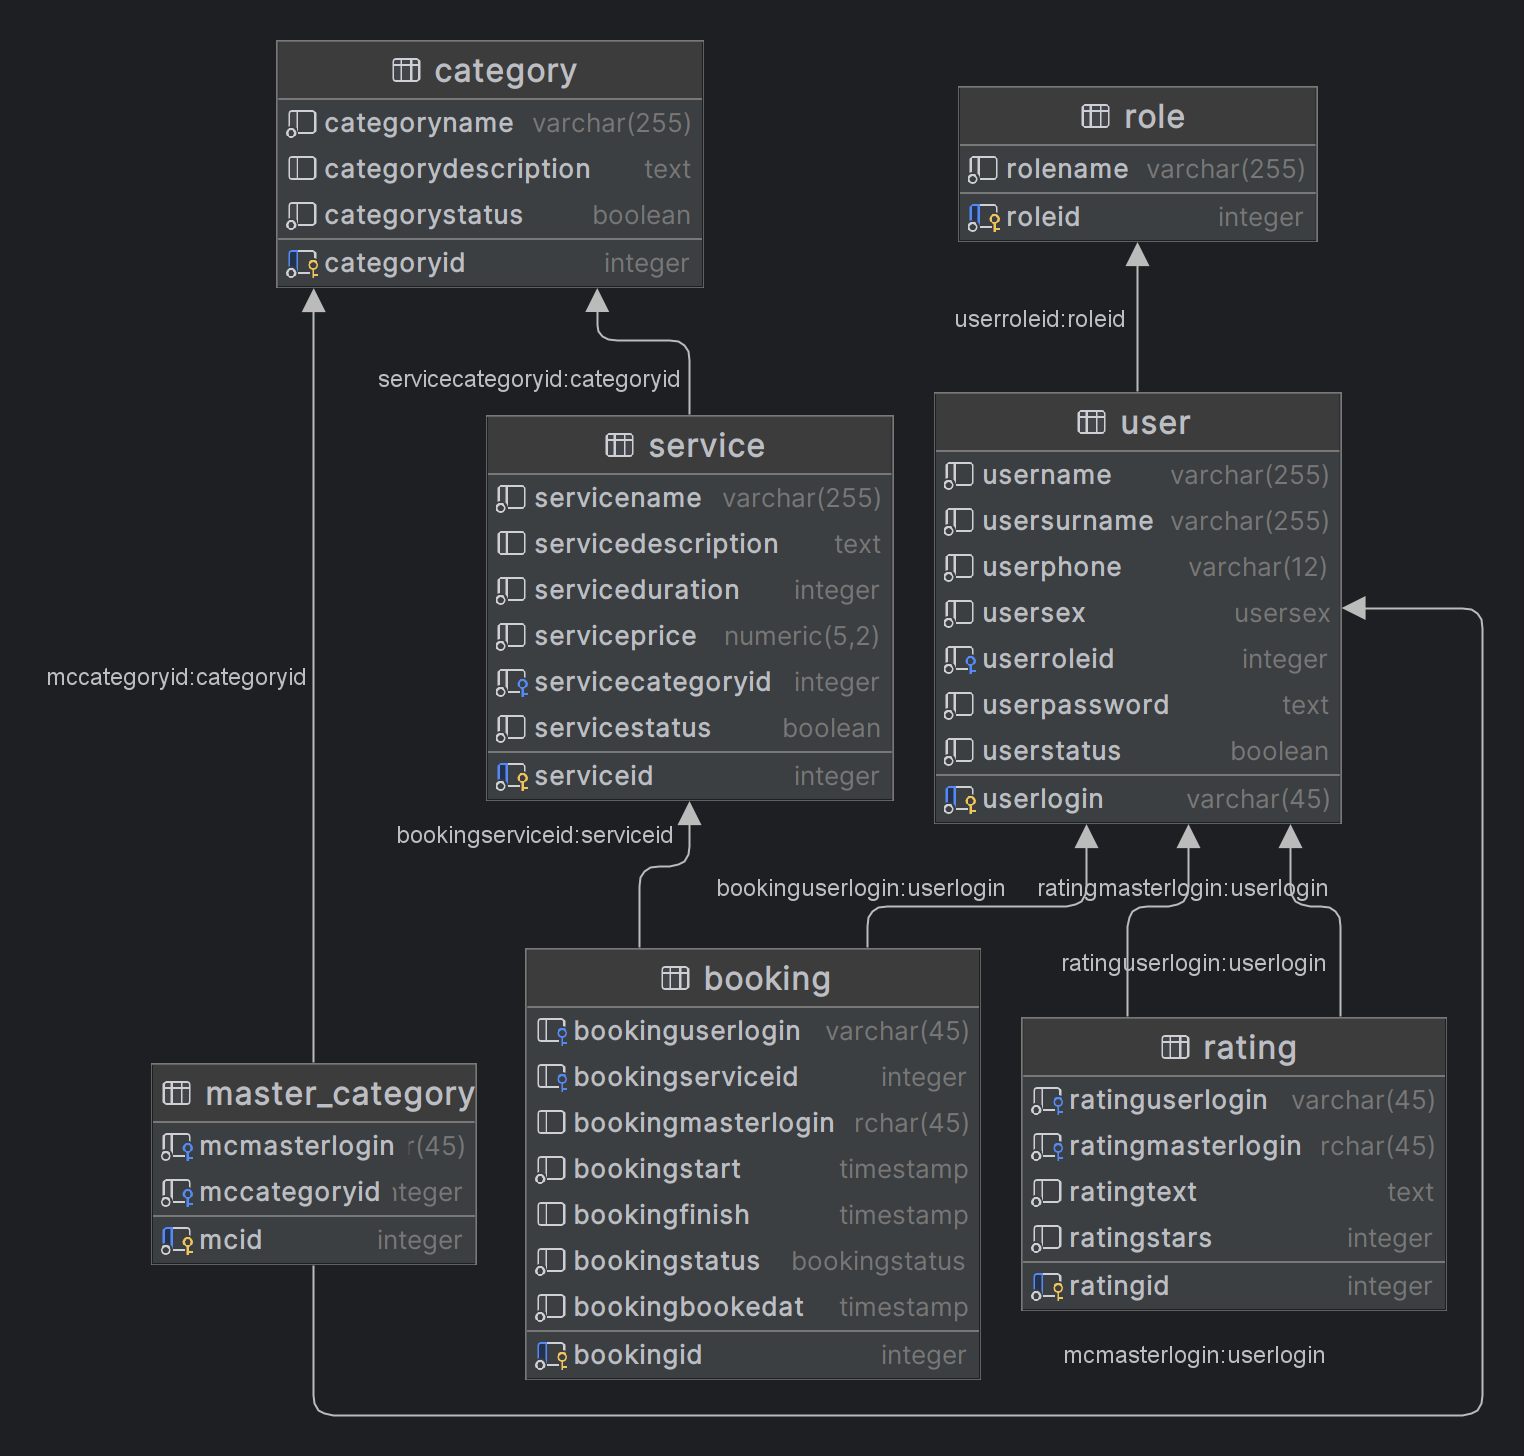 category
categoryname varchar(255)
categorydescription text
categorystatus boolean
categoryid integer
role
rolename varchar(255)
roleid integer
userroleid:roleid
servicecategoryid:categoryid
service
servicename varchar(255)
servicedescription text
serviceduration integer
serviceprice numeric(5,2)
servicecategoryid integer
servicestatus boolean
serviceid integer
user
username varchar(255)
usersurname varchar(255)
userphone varchar(12)
usersex usersex
userroleid integer
userpassword text
userstatus boolean
userlogin varchar(45)
mccategoryid:categoryid
bookingserviceid:serviceid
bookinguserlogin:userlogin
ratingmasterlogin:userlogin
ratinguserlogin:userlogin
booking
bookinguserlogin varchar(45)
bookingserviceid integer
bookingmasterlogin rchar(45)
bookingstart timestamp
bookingfinish timestamp
bookingstatus bookingstatus
bookingbookedat timestamp
bookingid integer
rating
ratinguserlogin varchar(45)
ratingmasterlogin rchar(45)
ratingtext text
ratingstars integer
ratingid integer
master_category
mcmasterlogin r(45)
mccategoryid nteger
mcid integer
mcmasterlogin:userlogin